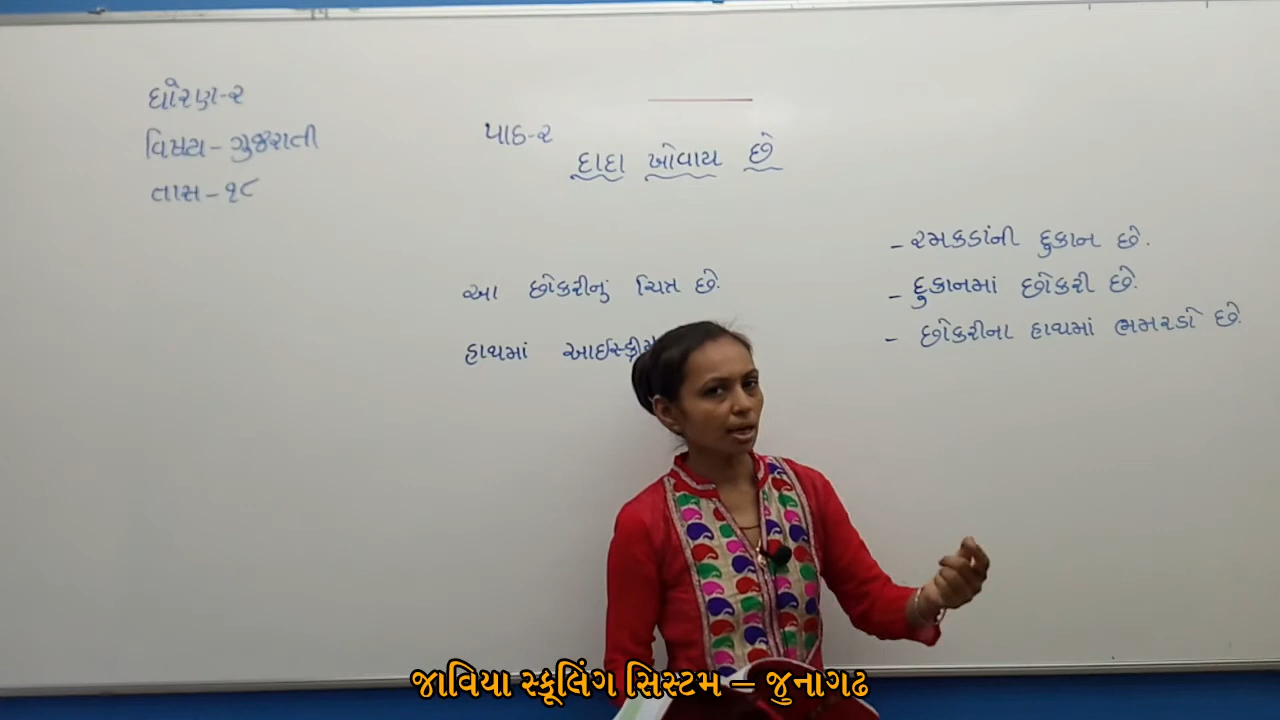 ધોરણ-૨
વિષય - ગુજરાતી
તાસ - ૧૮
પાઠ-૨
દાદા ખોવાય છે
આ છોકરીનું ચિત્ર છે.
હાથમાં આઈસ્ક્રીમ
- રમકડાંની દુકાન છે.
- દુકાનમાં છોકરી છે.
- છોકરીના હાથમાં ભમરડો છે.
જાવિયા સ્કૂલિંગ સિસ્ટમ – જુનાગઢ